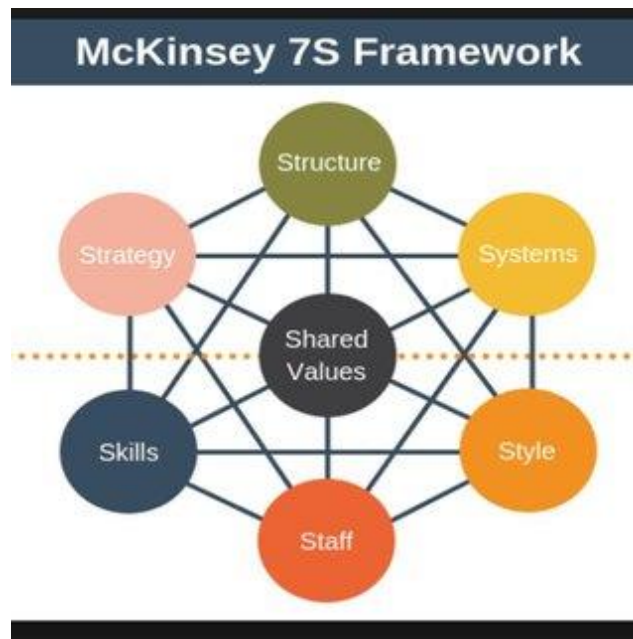 McKinsey 7S Framework
Structure
Strategy
Systems
Shared
Values
Skills
Style
Staff